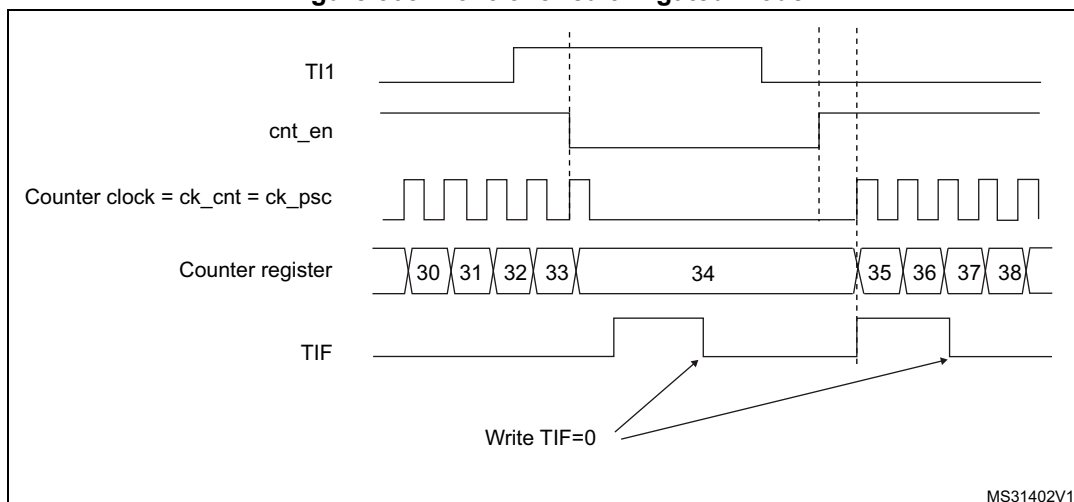 TI1
cnt_en
Counter clock = ck_cnt = ck_psc
Counter register
30 31 32 33 34 35 36 37 38
TIF
Write TIF=0
MS31402V1